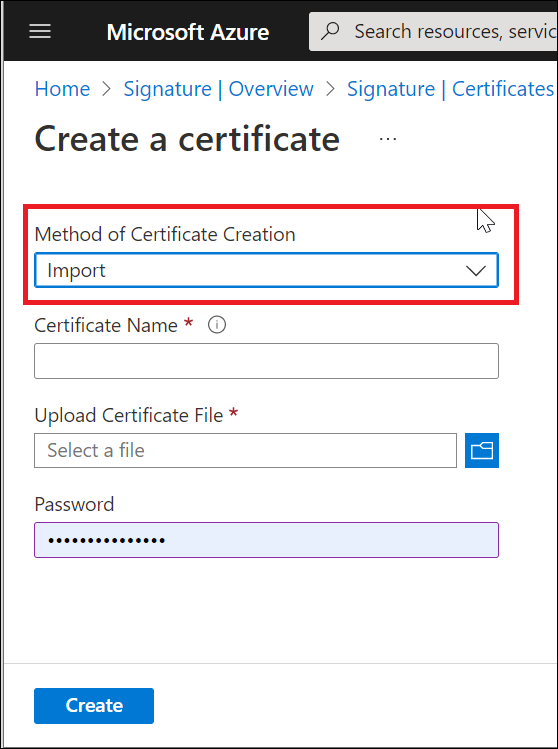 Microsoft Azure Search resources, servic
Home > Signature | Overview > Signature | Certificates
Create a certificate ...
Method of Certificate Creation
Import
Certificate Name *
Upload Certificate File *
Select a file
Password
•••••••••••••••
Create